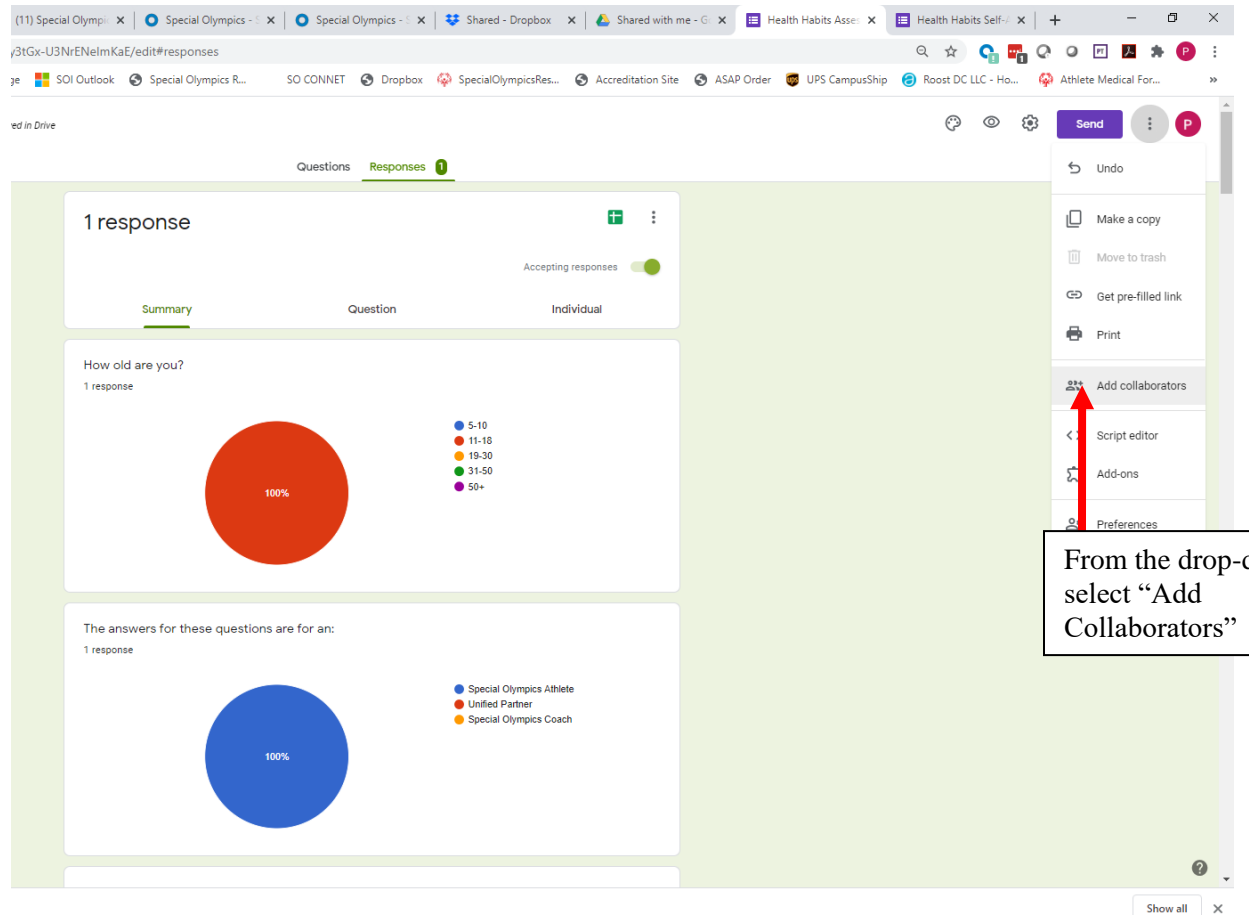 (11) Special Olympi
Special Olympics - S
Special Olympics - S
Shared - Dropbox
Shared with me - G
Health Habits Asses
Health Habits Self-A
y3tGx-U3NrENelmKaE/edit#responses
ge SOI Outlook Special Olympics R... SO CONNET Dropbox SpecialOlympicsRes... Accreditation Site ASAP Order UPS CampusShip Roost DC LLC - Ho... Athlete Medical For... »
ed in Drive
Send
P
Questions Responses 1
Undo
Make a copy
Move to trash
Get pre-filled link
Print
Add collaborators
Script editor
Add-ons
Preferences
1 response
Accepting responses
Summary Question Individual
How old are you?
1 response
100%
5-10
11-18
19-30
31-50
50+
From the drop-d
select “Add
Collaborators”
The answers for these questions are for an:
1 response
100%
Special Olympics Athlete
Unified Partner
Special Olympics Coach
Show all